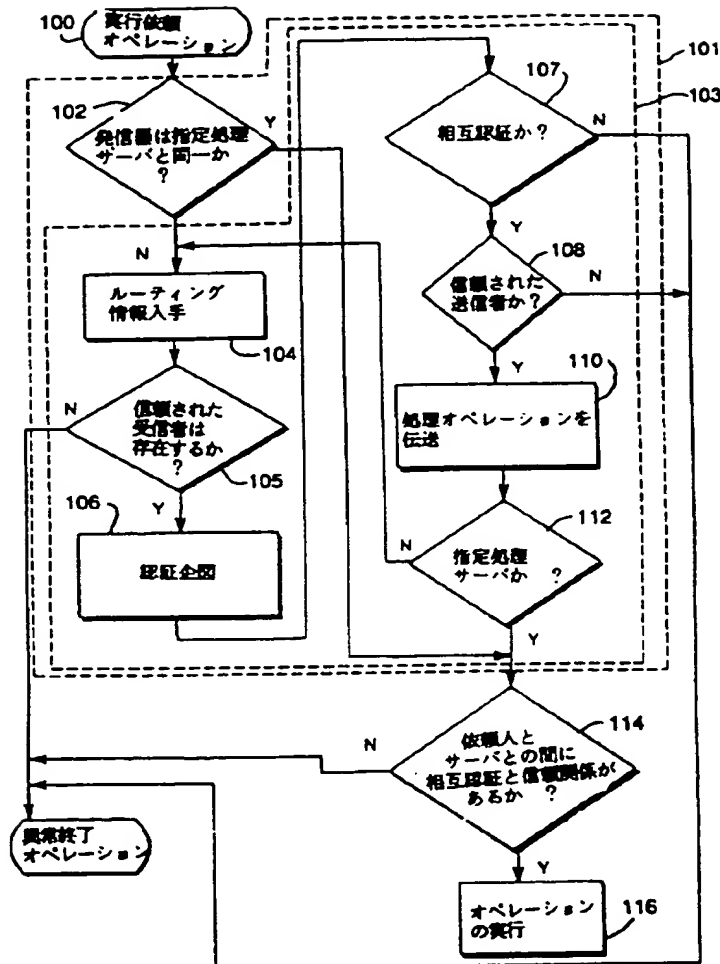 100
実行依頼
オペレーション
101
103
102
発信器は指定処理
サーバと同一か
?
Y
N
107
相互認証か?
N
Y
108
信頼された
送信者か?
N
Y
ルーティング
情報入手
104
信頼された
受信者は
存在するか
?
N
105
Y
106
認証企図
110
処理オペレーションを
伝送
112
指定処理
サーバか ?
N
Y
114
依頼人と
サーバとの間に
相互認証と信頼関係が
あるか ?
N
Y
異常終了
オペレーション
オペレーション
の実行
116